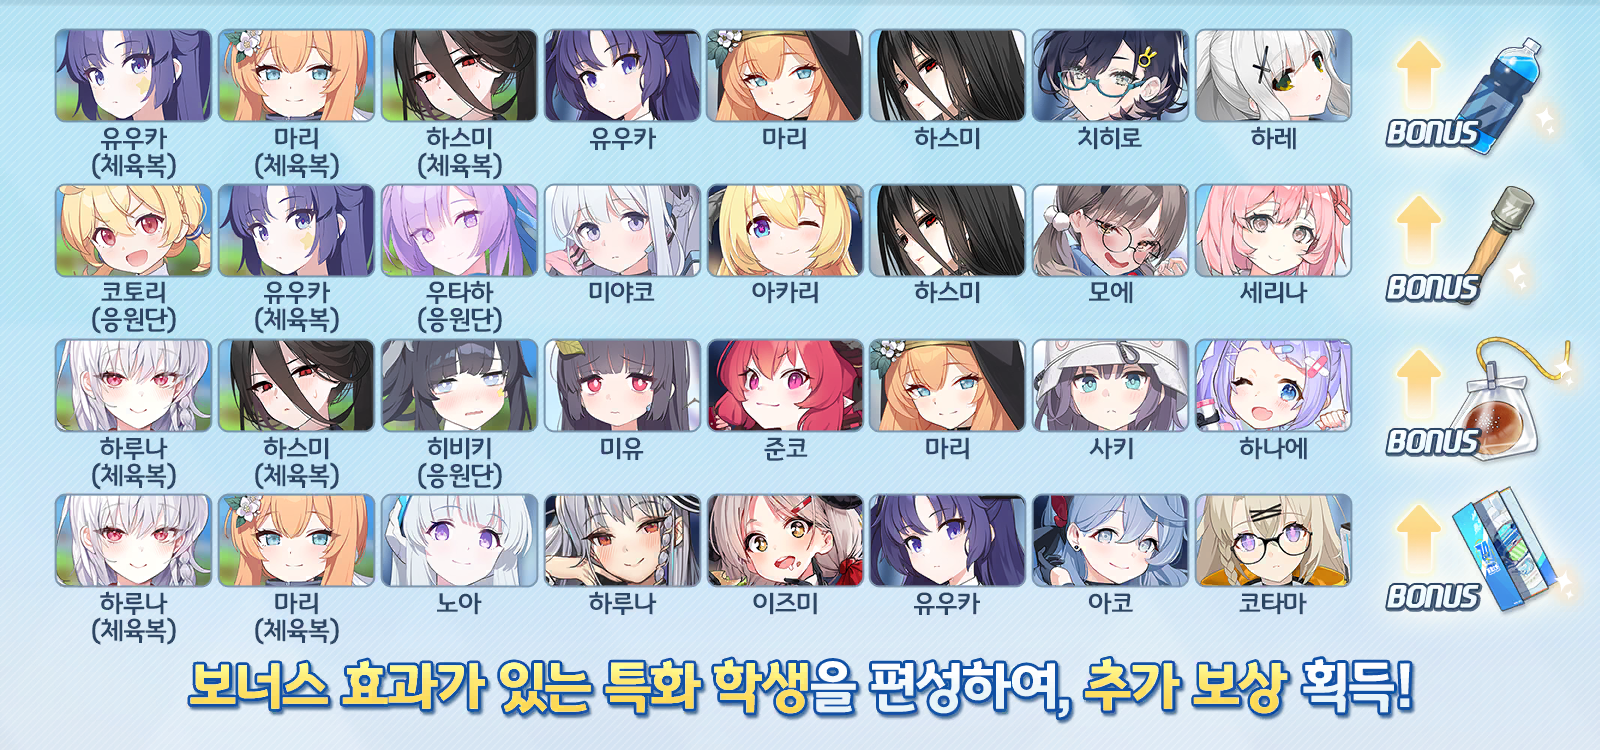 유우카 마리 하스미 유우카 마리 하스미 치히로 하레
(체육복) (체육복) (체육복)
BONUS
코토리 유우카 우타하 미야코 아카리 하스미 모에 세리나
(응원단) (체육복) (응원단)
BONUS
하루나 하스미 히비키 미유 준코 마리 사키 하나에
(체육복) (체육복) (응원단)
BONUS
하루나 마리 노아 하루나 이즈미 유우카 아코 코타마
(체육복) (체육복)
BONUS
보너스 효과가 있는 특화 학생을 편성하여, 추가 보상 획득!